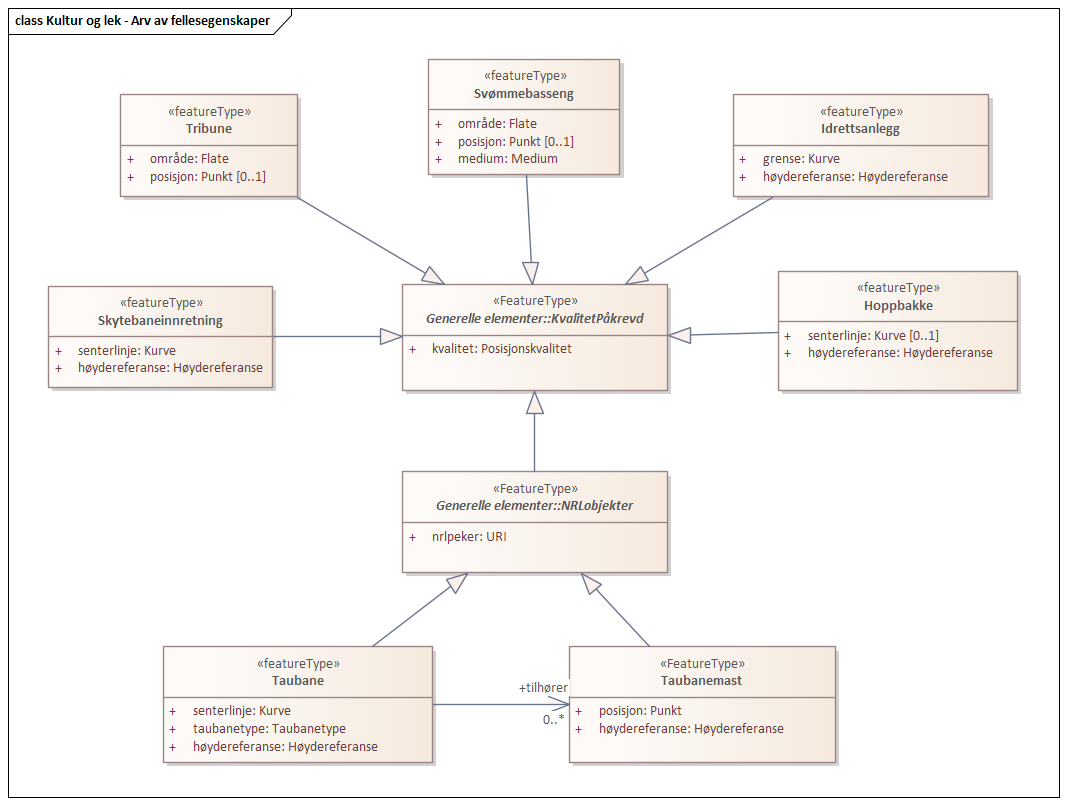 class Kultur og lek - Arv av fellesegenskaper
«featureType»
Tribune
+ område: Flate
+ posisjon: Punkt [0..1]
«featureType»
Svømmebasseng
+ område: Flate
+ posisjon: Punkt [0..1]
+ medium: Medium
«featureType»
Idrettsanlegg
+ grense: Kurve
+ høydereferanse: Høydereferanse
«featureType»
Skytebaneinnretning
+ senterlinje: Kurve
+ høydereferanse: Høydereferanse
«FeatureType»
Generelle elementer::KvalitetPåkrevd
+ kvalitet: Posisjonskvalitet
«featureType»
Hoppbakke
+ senterlinje: Kurve [0..1]
+ høydereferanse: Høydereferanse
«FeatureType»
Generelle elementer::NRLobjekter
+ nrlpeker: URI
«featureType»
Taubane
+ senterlinje: Kurve
+ taubanetype: Taubanetype
+ høydereferanse: Høydereferanse
+tilhører
0..*
«FeatureType»
Taubanemast
+ posisjon: Punkt
+ høydereferanse: Høydereferanse